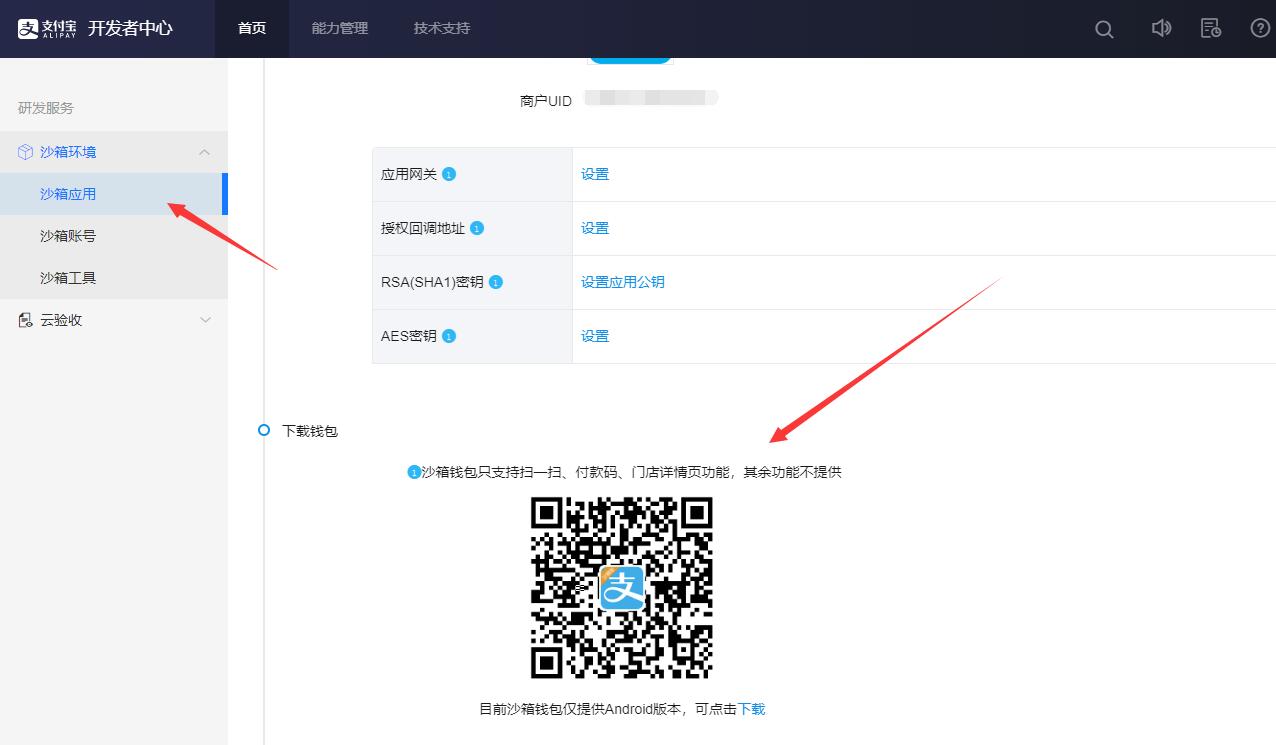 支付宝 ALIPAY 开发者中心 首页 能力管理 技术支持
研发服务
沙箱环境
沙箱应用
沙箱账号
沙箱工具
云验收
商户UID
应用网关 设置
授权回调地址 设置
RSA(SHA1)密钥 设置应用公钥
AES密钥 设置
下载钱包
沙箱钱包只支持扫一扫、付款码、门店详情页功能，其余功能不提供
支
目前沙箱钱包仅提供Android版本，可点击下载